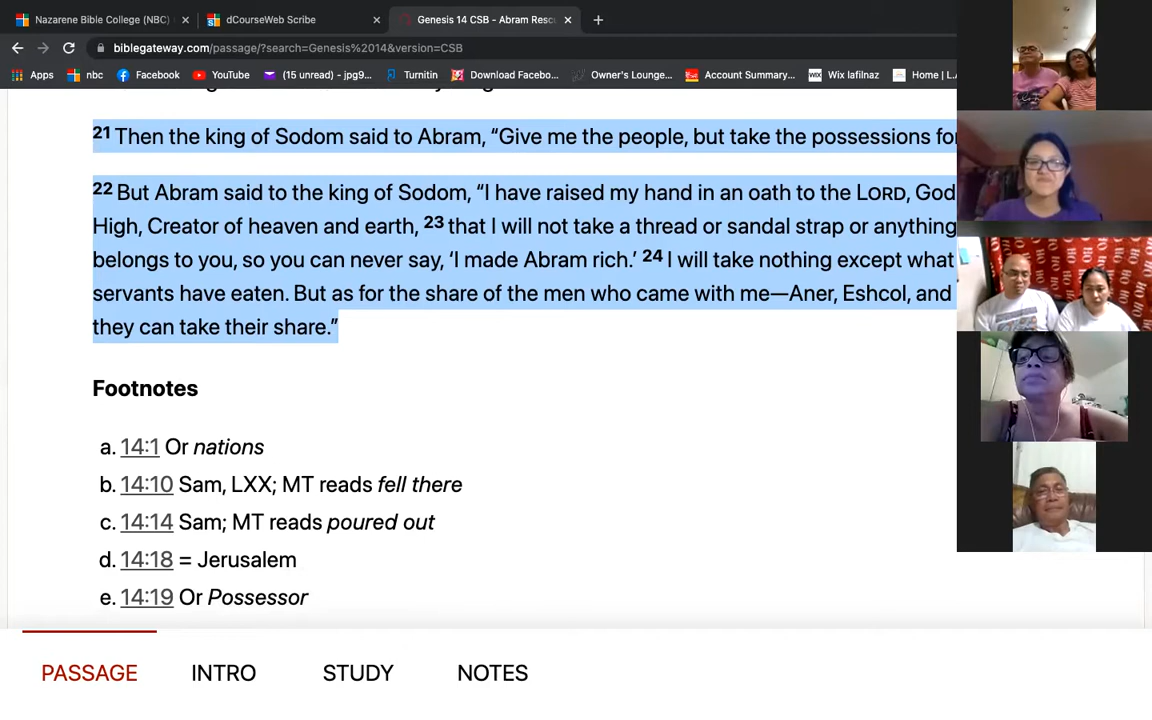 Nazarene Bible College (NBC)
dCourseWeb Scribe
Genesis 14 CSB - Abram Resc
biblegateway.com/passage/?search=Genesis%2014&version=CSB
Apps nbc Facebook YouTube (15 unread) - jpg9... Turnitin Download Facebo... Owner's Lounge... Account Summary... WIX Wix lafilnaz Home | L.
21 Then the king of Sodom said to Abram, “Give me the people, but take the possessions for
22 But Abram said to the king of Sodom, “I have raised my hand in an oath to the LORD, God
High, Creator of heaven and earth, 23 that I will not take a thread or sandal strap or anything
belongs to you, so you can never say, ‘I made Abram rich.’ 24 I will take nothing except what
servants have eaten. But as for the share of the men who came with me—Aner, Eshcol, and
they can take their share.”
Footnotes
a. 14:1 Or nations
b. 14:10 Sam, LXX; MT reads fell there
c. 14:14 Sam; MT reads poured out
d. 14:18 = Jerusalem
e. 14:19 Or Possessor
PASSAGE INTRO STUDY NOTES
HO HO HO